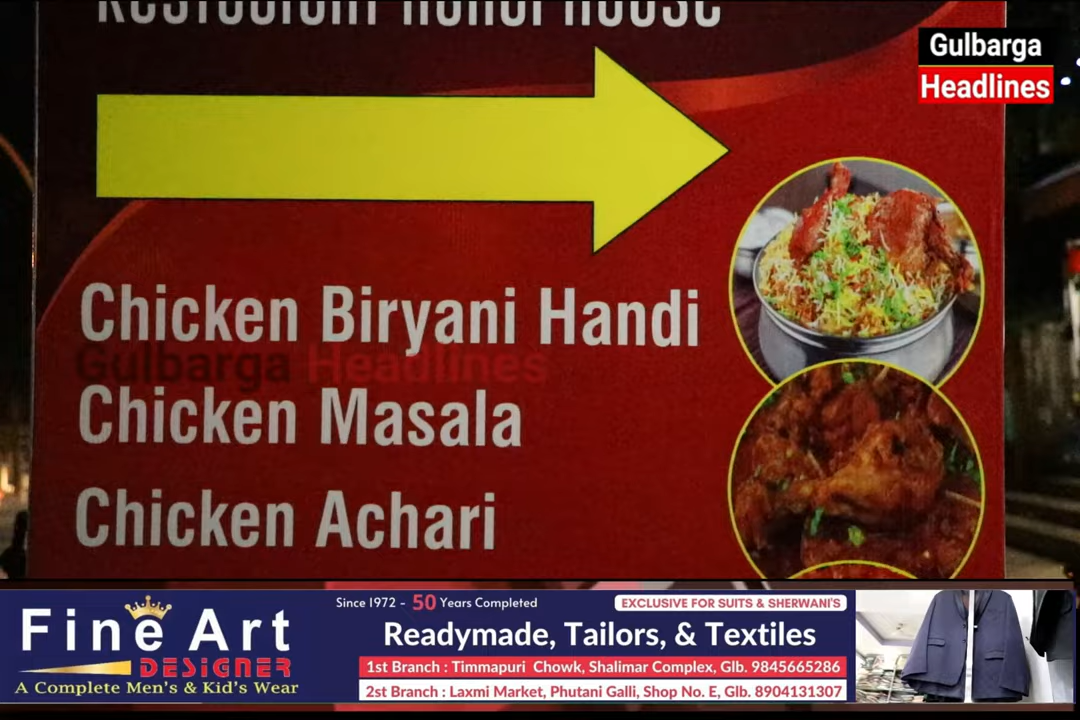 Gulbarga
Headlines
Chicken Biryani Handi
Gulbarga Headlines
Chicken Masala
Chicken Achari
Fine Art
DESIGNER
A Complete Men's & Kid's Wear
Since 1972 - 50 Years Completed
EXCLUSIVE FOR SUITS & SHERWANI'S
Readymade, Tailors, & Textiles
1st Branch : Timmapuri Chowk, Shalimar Complex, Glb. 9845665286
2nd Branch : Laxmi Market, Phutani Galli, Shop No. E, Glb. 8904131307